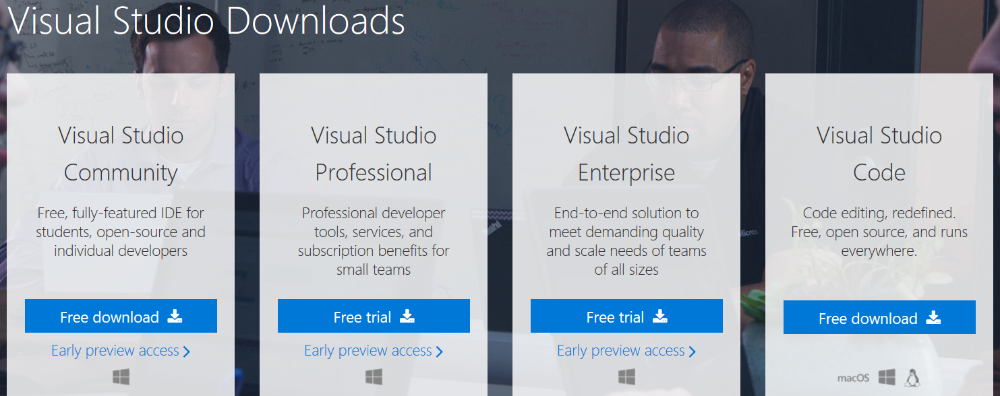 Visual Studio Downloads
Visual Studio
Community
Free, fully-featured IDE for
students, open-source and
individual developers
Free download
Early preview access
Visual Studio
Professional
Professional developer
tools, services, and
subscription benefits for
small teams
Free trial
Early preview access
Visual Studio
Enterprise
End-to-end solution to
meet demanding quality
and scale needs of teams
of all sizes
Free trial
Early preview access
Visual Studio
Code
Code editing, redefined.
Free, open source, and runs
everywhere.
Free download
macOS
ThinkPad